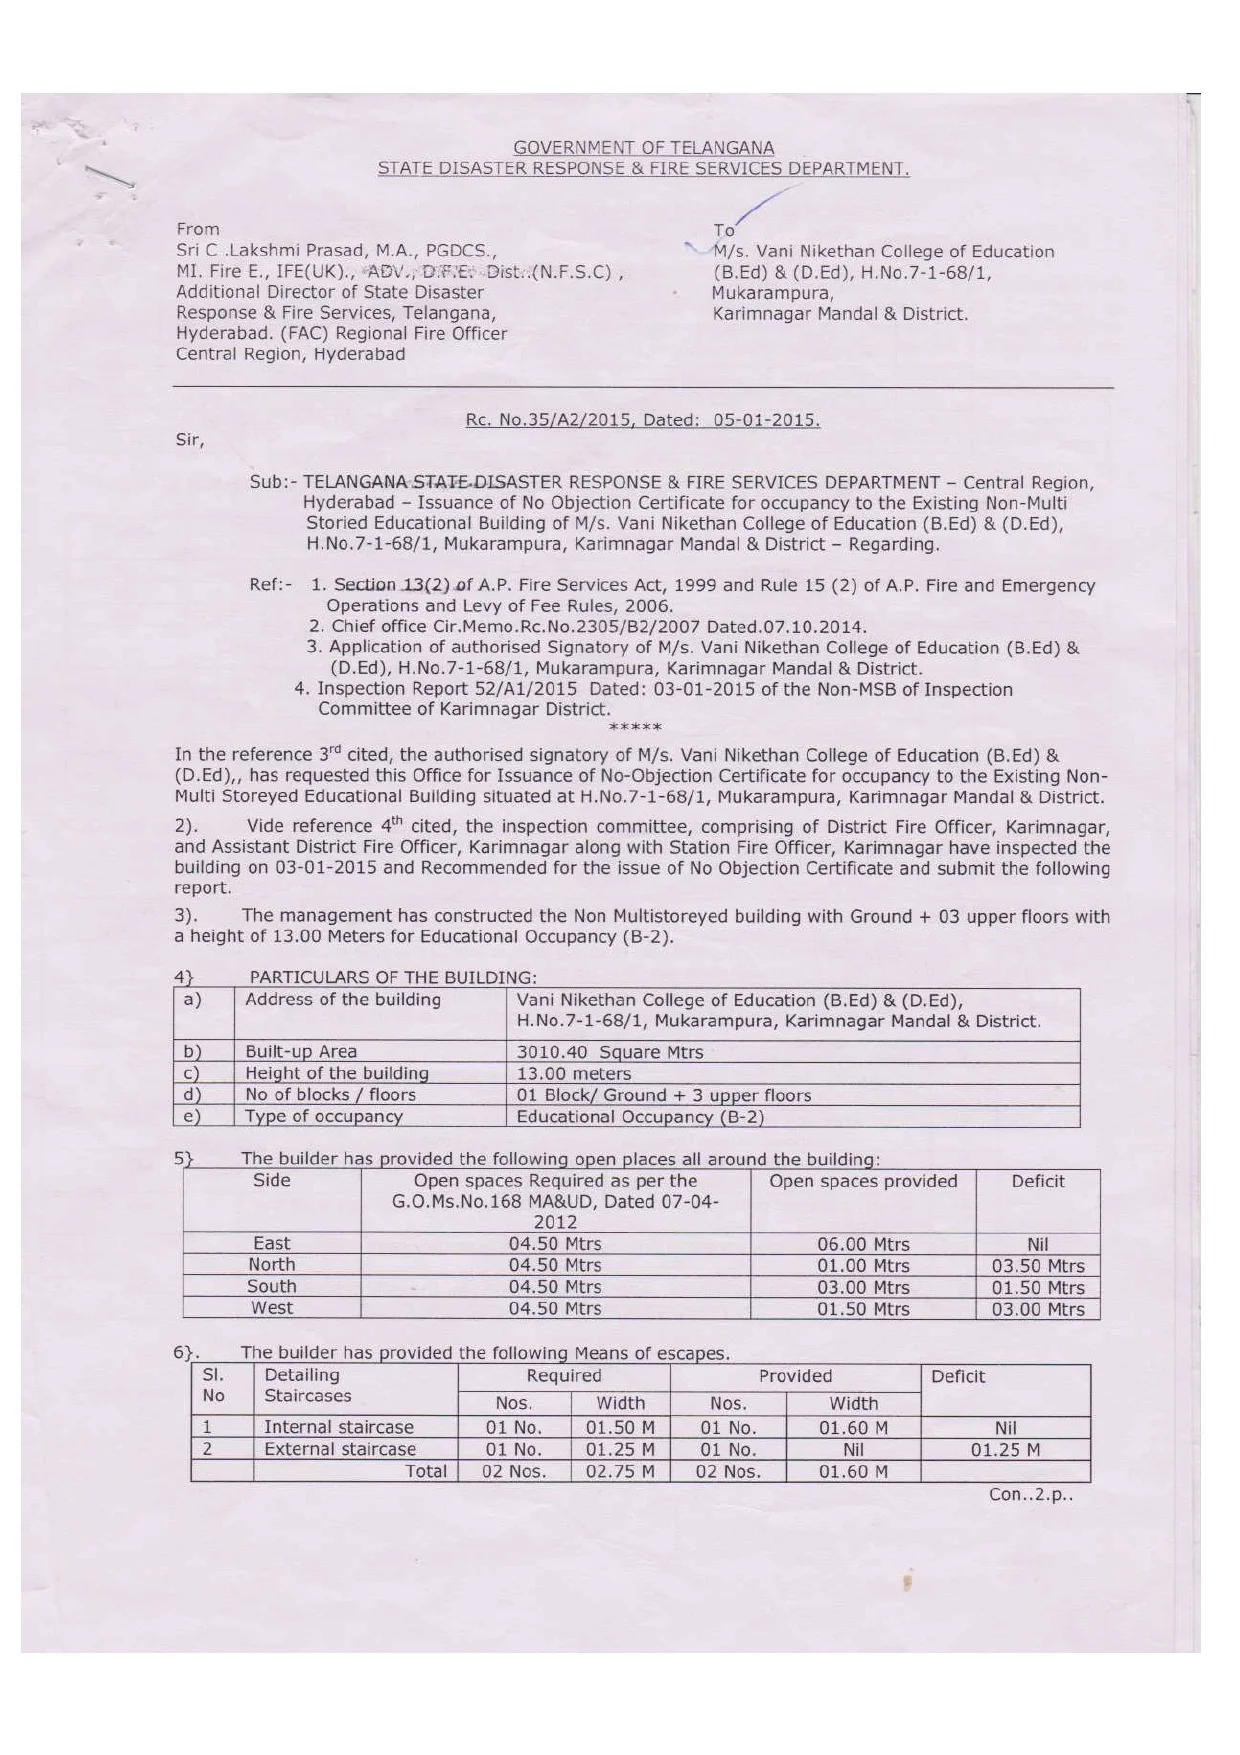 GOVERNMENT OF TELANGANA
STATE DISASTER RESPONSE & FIRE SERVICES DEPARTMENT.
From
Sri C .Lakshmi Prasad, M.A., PGDCS.,
MI. Fire E., IFE(UK)., ADV., D.F.E. Dist.:(N.F.S.C) ,
Additional Director of State Disaster
Response & Fire Services, Telangana,
Hyderabad. (FAC) Regional Fire Officer
Central Region, Hyderabad
To
M/s. Vani Nikethan College of Education
(B.Ed) & (D.Ed), H.No.7-1-68/1,
Mukarampura,
Karimnagar Mandal & District.
Rc. No.35/A2/2015, Dated: 05-01-2015.
Sir,
Sub:- TELANGANA STATE DISASTER RESPONSE & FIRE SERVICES DEPARTMENT – Central Region,
Hyderabad – Issuance of No Objection Certificate for occupancy to the Existing Non-Multi
Storied Educational Building of M/s. Vani Nikethan College of Education (B.Ed) & (D.Ed),
H.No.7-1-68/1, Mukarampura, Karimnagar Mandal & District – Regarding.
Ref:- 1. Section 13(2) of A.P. Fire Services Act, 1999 and Rule 15 (2) of A.P. Fire and Emergency
Operations and Levy of Fee Rules, 2006.
2. Chief office Cir.Memo.Rc.No.2305/B2/2007 Dated.07.10.2014.
3. Application of authorised Signatory of M/s. Vani Nikethan College of Education (B.Ed) &
(D.Ed), H.No.7-1-68/1, Mukarampura, Karimnagar Mandal & District.
4. Inspection Report 52/A1/2015 Dated: 03-01-2015 of the Non-MSB of Inspection
Committee of Karimnagar District.
*****
In the reference 3rd cited, the authorised signatory of M/s. Vani Nikethan College of Education (B.Ed) &
(D.Ed),, has requested this Office for Issuance of No-Objection Certificate for occupancy to the Existing Non-
Multi Storeyed Educational Building situated at H.No.7-1-68/1, Mukarampura, Karimnagar Mandal & District.
2). Vide reference 4th cited, the inspection committee, comprising of District Fire Officer, Karimnagar,
and Assistant District Fire Officer, Karimnagar along with Station Fire Officer, Karimnagar have inspected the
building on 03-01-2015 and Recommended for the issue of No Objection Certificate and submit the following
report.
3). The management has constructed the Non Multistoreyed building with Ground + 03 upper floors with
a height of 13.00 Meters for Educational Occupancy (B-2).
4} PARTICULARS OF THE BUILDING:
a) Address of the building Vani Nikethan College of Education (B.Ed) & (D.Ed),
H.No.7-1-68/1, Mukarampura, Karimnagar Mandal & District.
b) Built-up Area 3010.40 Square Mtrs
c) Height of the building 13.00 meters
d) No of blocks / floors 01 Block/ Ground + 3 upper floors
e) Type of occupancy Educational Occupancy (B-2)
5} The builder has provided the following open places all around the building:
Side Open spaces Required as per the Open spaces provided Deficit
G.O.Ms.No.168 MA&UD, Dated 07-04-
2012
East 04.50 Mtrs 06.00 Mtrs Nil
North 04.50 Mtrs 01.00 Mtrs 03.50 Mtrs
South 04.50 Mtrs 03.00 Mtrs 01.50 Mtrs
West 04.50 Mtrs 01.50 Mtrs 03.00 Mtrs
6}. The builder has provided the following Means of escapes.
Sl. Detailing Required Provided Deficit
No Staircases
Nos. Width Nos. Width
1 Internal staircase 01 No. 01.50 M 01 No. 01.60 M Nil
2 External staircase 01 No. 01.25 M 01 No. Nil 01.25 M
Total 02 Nos. 02.75 M 02 Nos. 01.60 M
Con..2.p..